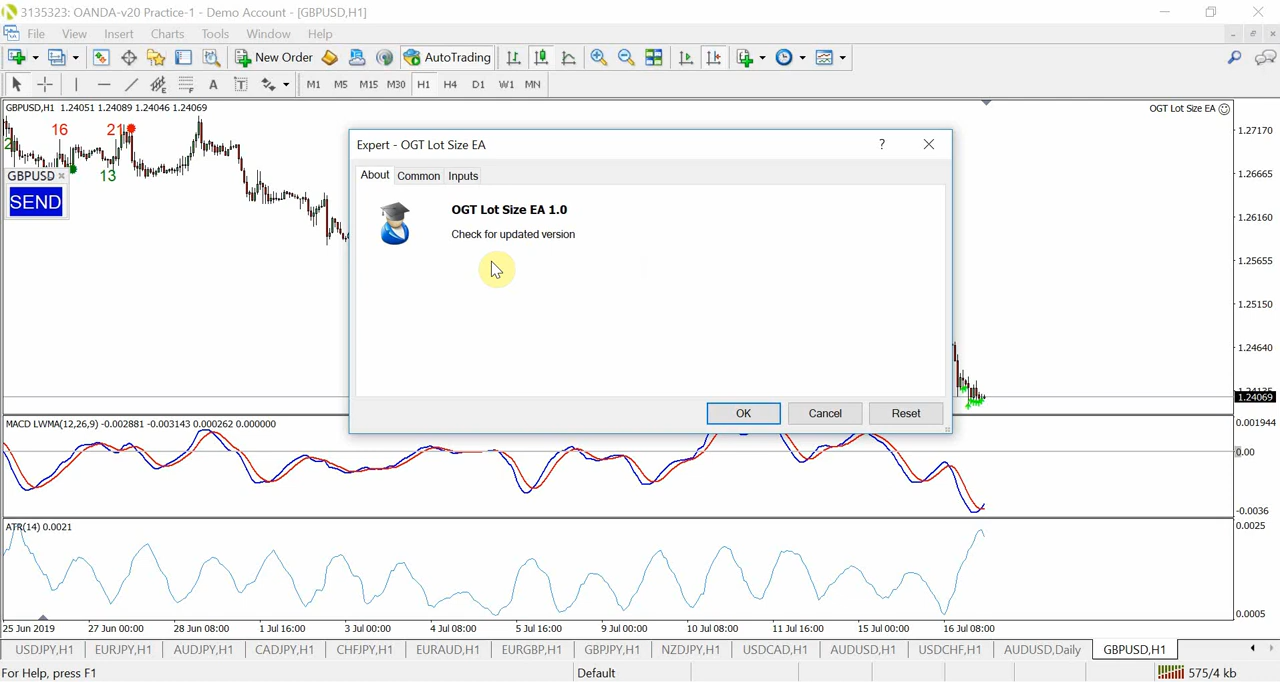 3135323: OANDA-v20 Practice-1 - Demo Account - [GBPUSD,H1]
File View Insert Charts Tools Window Help
New Order AutoTrading
A T M1 M5 M15 M30 H1 H4 D1 W1 MN
GBPUSD,H1 1.24051 1.24089 1.24046 1.24069
OGT Lot Size EA
16 21
2
13
GBPUSD
SEND
Expert - OGT Lot Size EA
About Common Inputs
OGT Lot Size EA 1.0
Check for updated version
OK Cancel Reset
1.27170
1.26665
1.26160
1.25655
1.25150
1.24640
1.24135
1.24069
MACD LWMA(12,26,9) -0.002881 -0.003143 0.000262 0.000000
0.001944
0.00
-0.0036
ATR(14) 0.0021
0.0025
0.0005
25 Jun 2019 27 Jun 00:00 28 Jun 08:00 1 Jul 16:00 3 Jul 00:00 4 Jul 08:00 5 Jul 16:00 9 Jul 00:00 10 Jul 08:00 11 Jul 16:00 15 Jul 00:00 16 Jul 08:00
USDJPY,H1 EURJPY,H1 AUDJPY,H1 CADJPY,H1 CHFJPY,H1 EURAUD,H1 EURGBP,H1 GBPJPY,H1 NZDJPY,H1 USDCAD,H1 AUDUSD,H1 USDCHF,H1 AUDUSD,Daily GBPUSD,H1
For Help, press F1 Default 575/4 kb